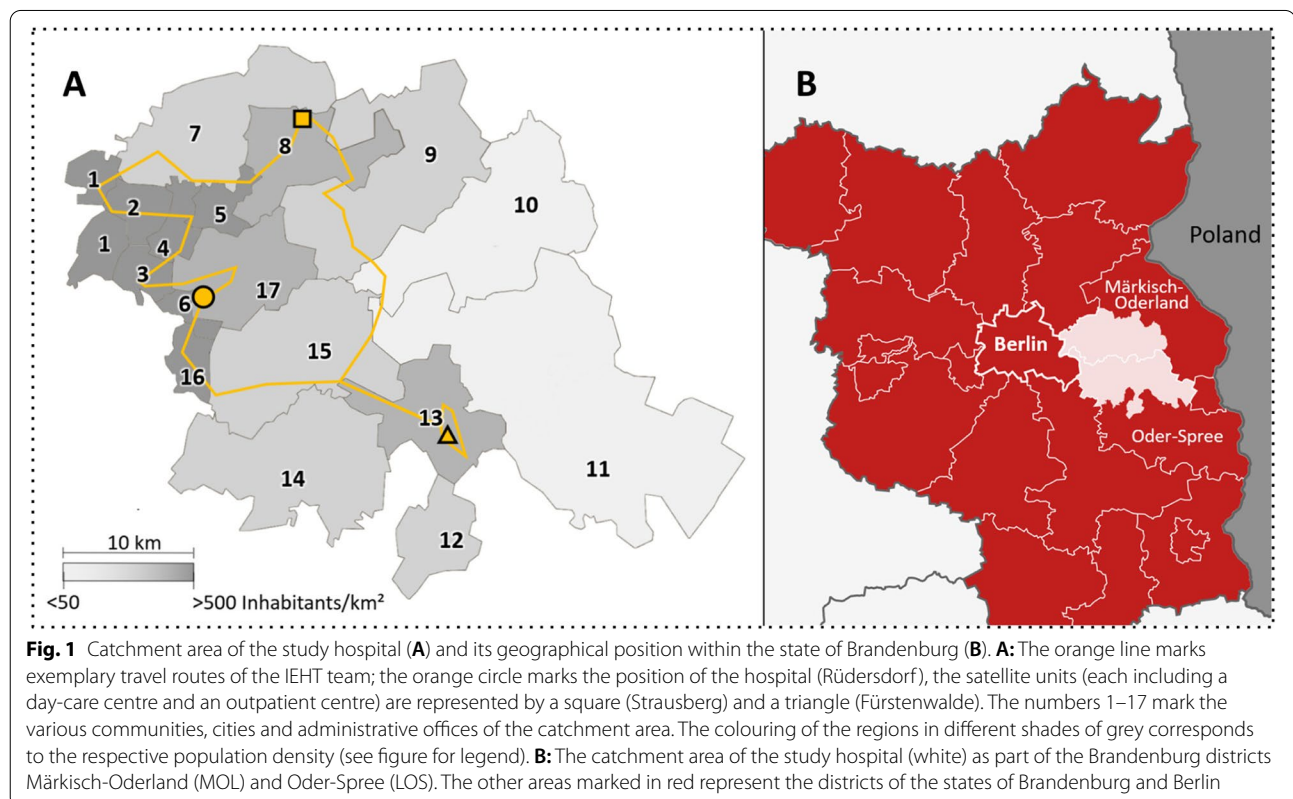 A
7
8
9
10
1
2
5
1
4
3
6
17
15
16
13
14
11
12
10 km
<50
>500 Inhabitants/km²
B
Poland
Märkisch-
Oderland
Berlin
Oder-Spree
Fig. 1 Catchment area of the study hospital (A) and its geographical position within the state of Brandenburg (B). A: The orange line marks
exemplary travel routes of the IEHT team; the orange circle marks the position of the hospital (Rüdersdorf), the satellite units (each including a
day-care centre and an outpatient centre) are represented by a square (Strausberg) and a triangle (Fürstenwalde). The numbers 1–17 mark the
various communities, cities and administrative offices of the catchment area. The colouring of the regions in different shades of grey corresponds
to the respective population density (see figure for legend). B: The catchment area of the study hospital (white) as part of the Brandenburg districts
Märkisch-Oderland (MOL) and Oder-Spree (LOS). The other areas marked in red represent the districts of the states of Brandenburg and Berlin